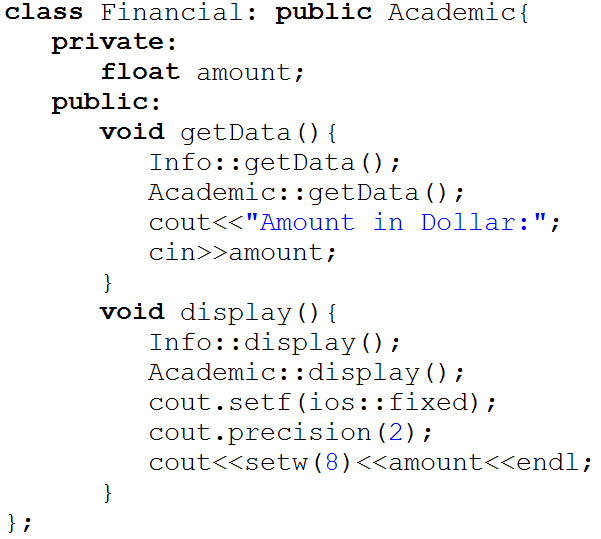 class Financial: public Academic{
   private:
      float amount;
   public:
      void getData(){
         Info::getData();
         Academic::getData();
         cout<<"Amount in Dollar:";
         cin>>amount;
      }
      void display(){
         Info::display();
         Academic::display();
         cout.setf(ios::fixed);
         cout.precision(2);
         cout<<setw(8)<<amount<<endl;
      }
};